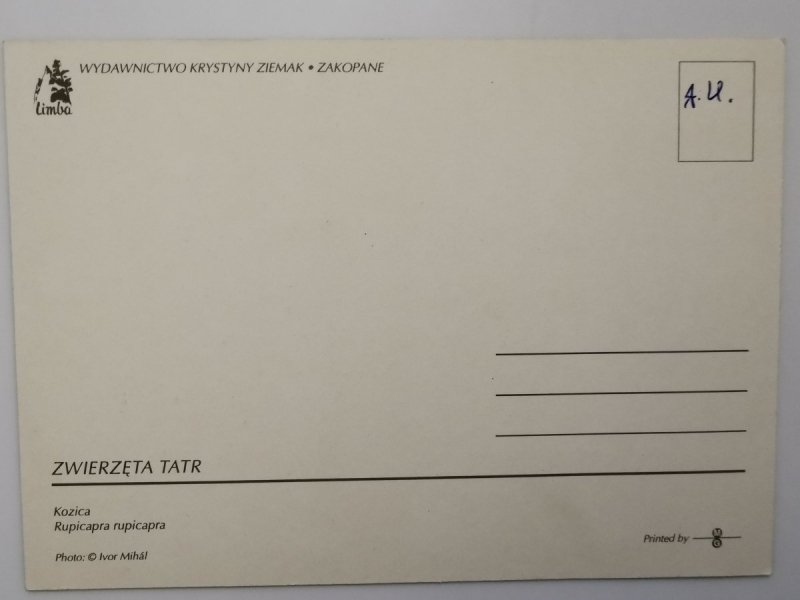 limba
WYDAWNICTWO KRYSTYNY ZIEMAK • ZAKOPANE
A.U.
ZWIERZĘTA TATR
Kozica
Rupicapra rupicapra
Photo: © Ivor Mihál
Printed by